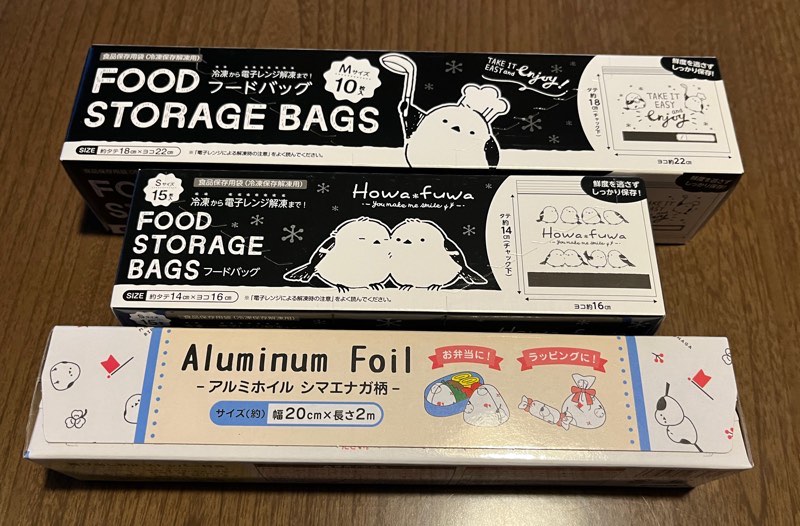 食品保存用袋〈冷凍保存解凍用〉
冷凍から電子レンジ解凍まで!
FOOD フードバッグ
STORAGE BAGS
Mサイズ
10枚入
SIZE 約タテ18cm×ヨコ22cm
※「電子レンジによる解凍時の注意」をよく読んでください。
TAKE IT
EASY and enjoy!
鮮度を逃さず
しっかり保存!
タテ約18cm(チャック下)
TAKE IT
EASY
and
enjoy
ヨコ約22cm
Sサイズ
15枚入
食品保存用袋〈冷凍保存解凍用〉
冷凍から電子レンジ解凍まで!
FOOD
STORAGE
BAGS フードバッグ
SIZE 約タテ14cm×ヨコ16cm
※「電子レンジによる解凍時の注意」をよく読んでください。
Howa*fuwa
you make me smile
鮮度を逃さず
しっかり保存!
タテ約14cm(チャック下)
Howa*fuwa
you make me smile
ヨコ約16cm
Aluminum Foil
-アルミホイル シマエナガ柄-
サイズ(約) 幅20cm×長さ2m
お弁当に!
ラッピングに!